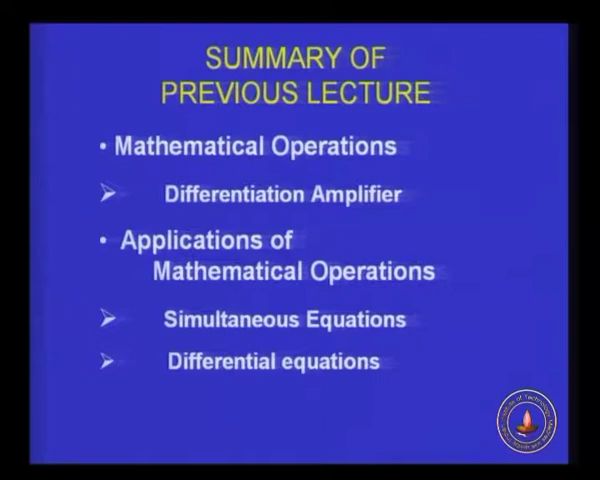 SUMMARY OF
PREVIOUS LECTURE
• Mathematical Operations
➢ Differentiation Amplifier
• Applications of
Mathematical Operations
➢ Simultaneous Equations
➢ Differential equations